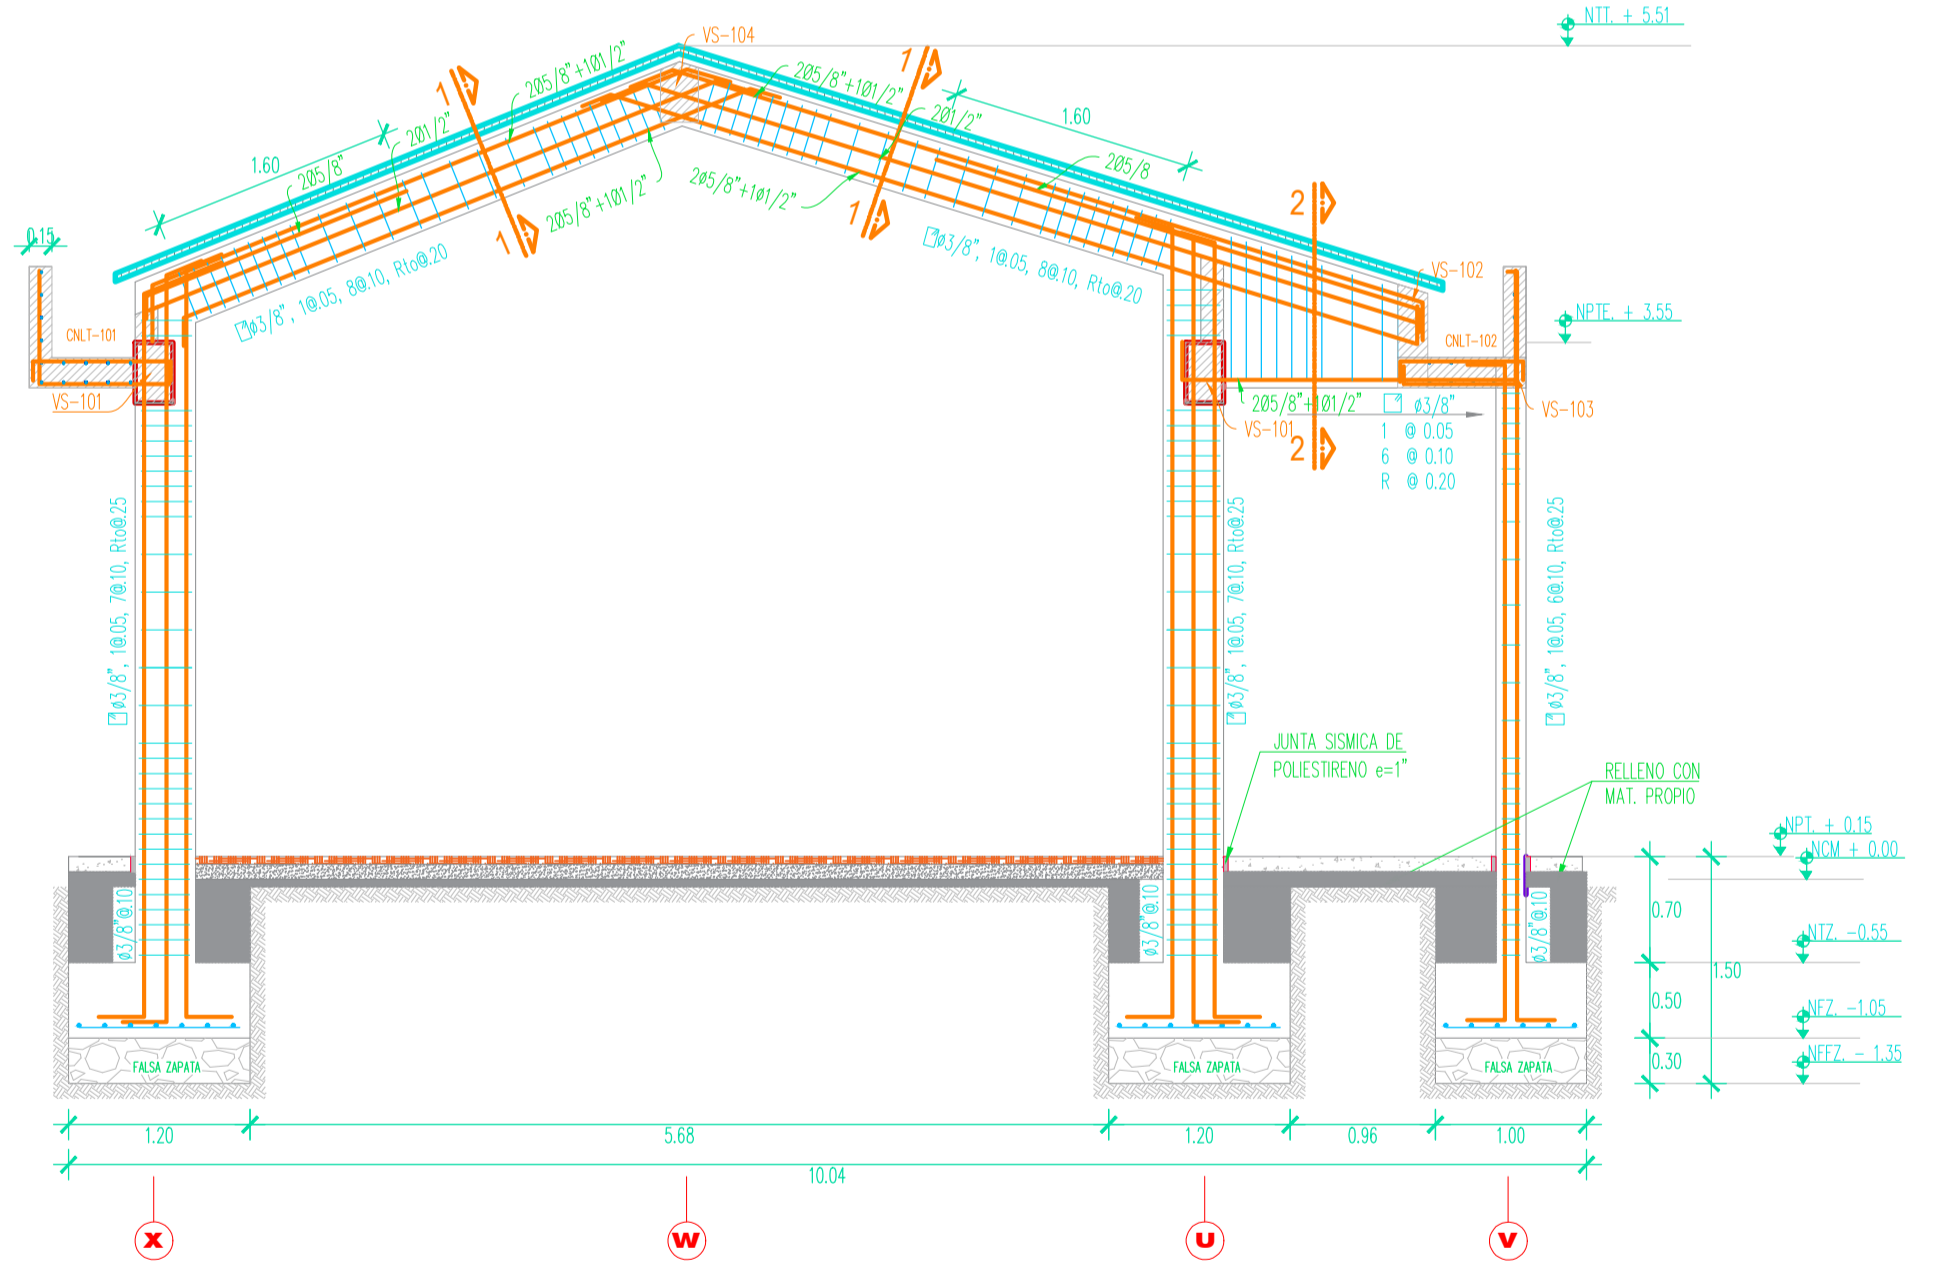 NTT. + 5.51
VS-104
1
1
2Ø5/8"+1Ø1/2"
2Ø5/8"+1Ø1/2"
2Ø1/2"
1.60
2Ø1/2"
1.60
2Ø5/8"
2Ø5/8
2Ø5/8"+1Ø1/2"
2Ø5/8"+1Ø1/2"
1
1
2
0.15
ø3/8", 1@.05, 8@.10, Rto@.20
ø3/8", 1@.05, 8@.10, Rto@.20
VS-102
NPTE. + 3.55
CNLT-101
CNLT-102
VS-101
2Ø5/8"+1Ø1/2"
ø3/8"
VS-103
VS-101
1 @ 0.05
2
6 @ 0.10
R @ 0.20
ø3/8", 1@.05, 7@.10, Rto@.25
ø3/8", 1@.05, 7@.10, Rto@.25
ø3/8", 1@.05, 6@.10, Rto@.25
JUNTA SISMICA DE
POLIESTIRENO e=1"
RELLENO CON
MAT. PROPIO
NPT. + 0.15
NCM + 0.00
ø3/8"@.10
ø3/8"@.10
ø3/8"@.10
0.70
NTZ. -0.55
1.50
0.50
NFZ. -1.05
0.30
NFFZ. - 1.35
FALSA ZAPATA
FALSA ZAPATA
FALSA ZAPATA
1.20
5.68
1.20
0.96
1.00
10.04
X
W
U
V